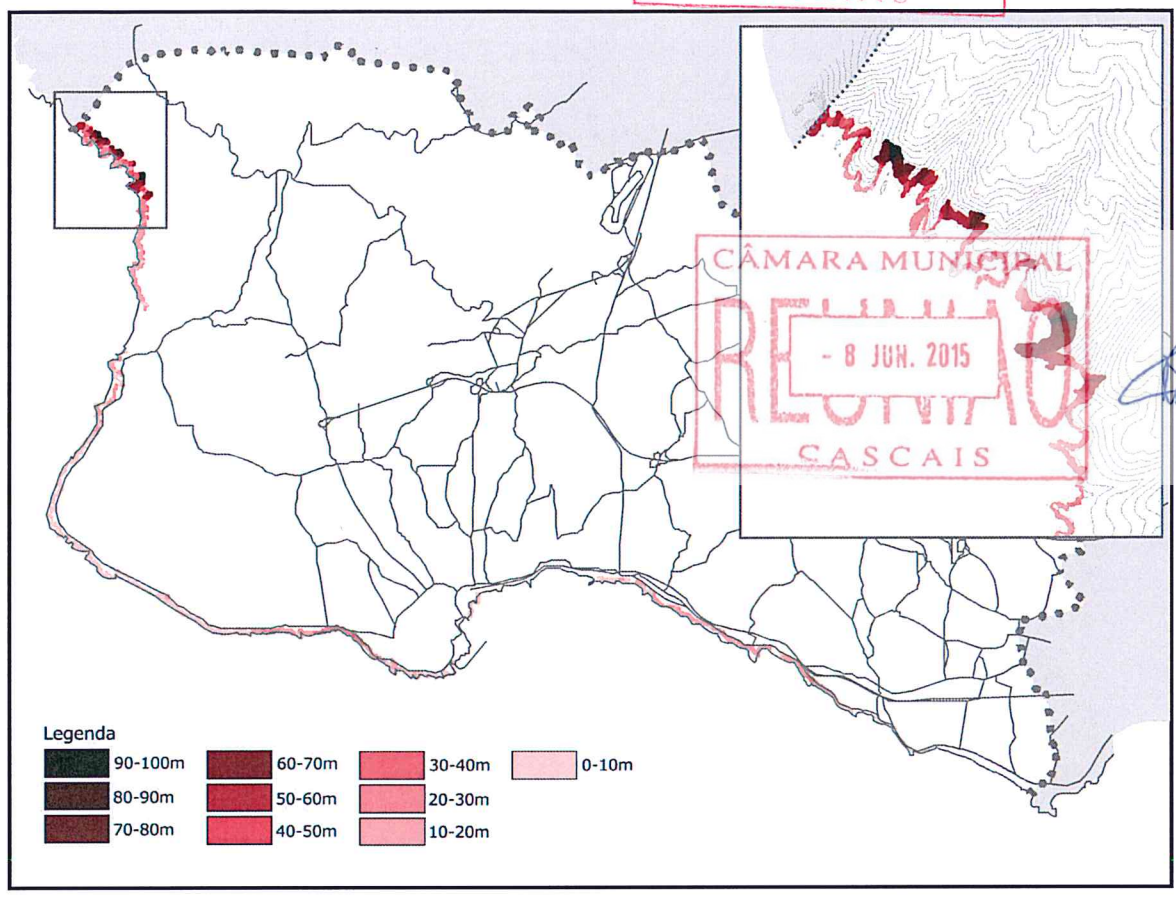 CÂMARA MUNICIPAL
REUNIÃO
- 8 JUN. 2015
CASCAIS
Legenda
90-100m
80-90m
70-80m
60-70m
50-60m
40-50m
30-40m
20-30m
10-20m
0-10m